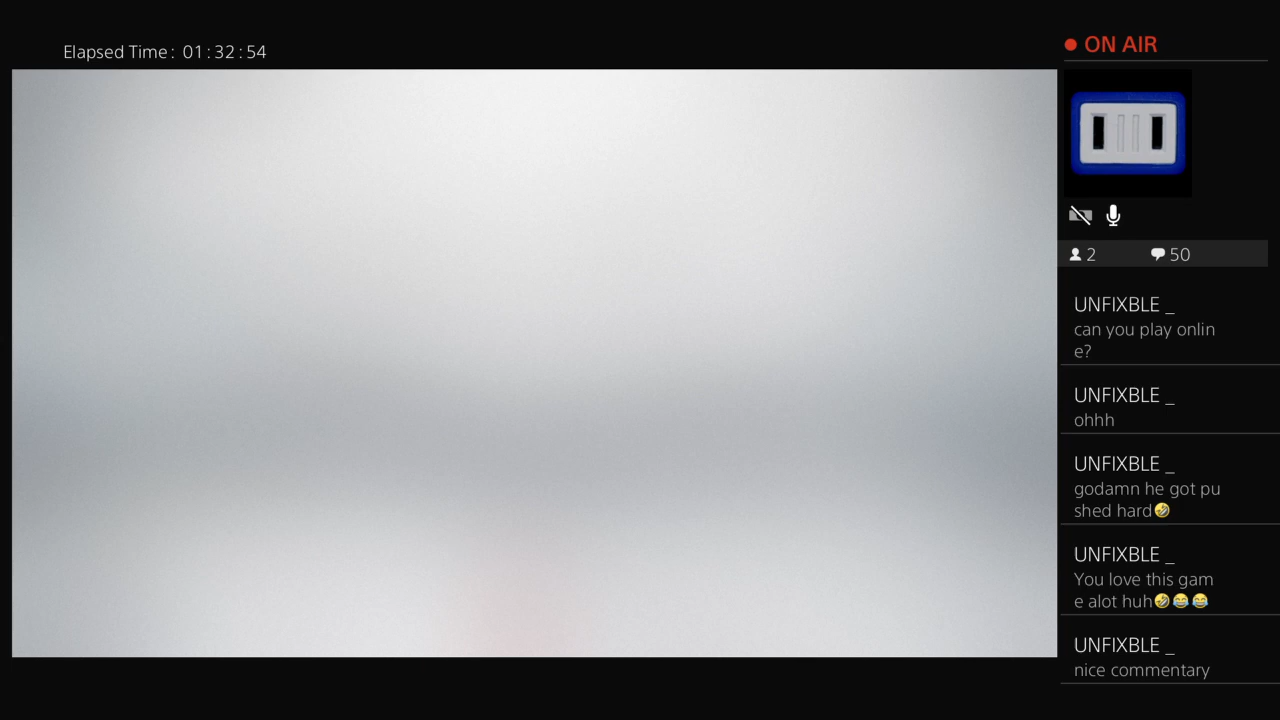 Elapsed Time: 01:32:54
ON AIR
2 50
UNFIXBLE _
can you play onlin
e?
UNFIXBLE _
ohhh
UNFIXBLE _
godamn he got pu
shed hard🤣
UNFIXBLE _
You love this gam
e alot huh🤣😂😂
UNFIXBLE _
nice commentary